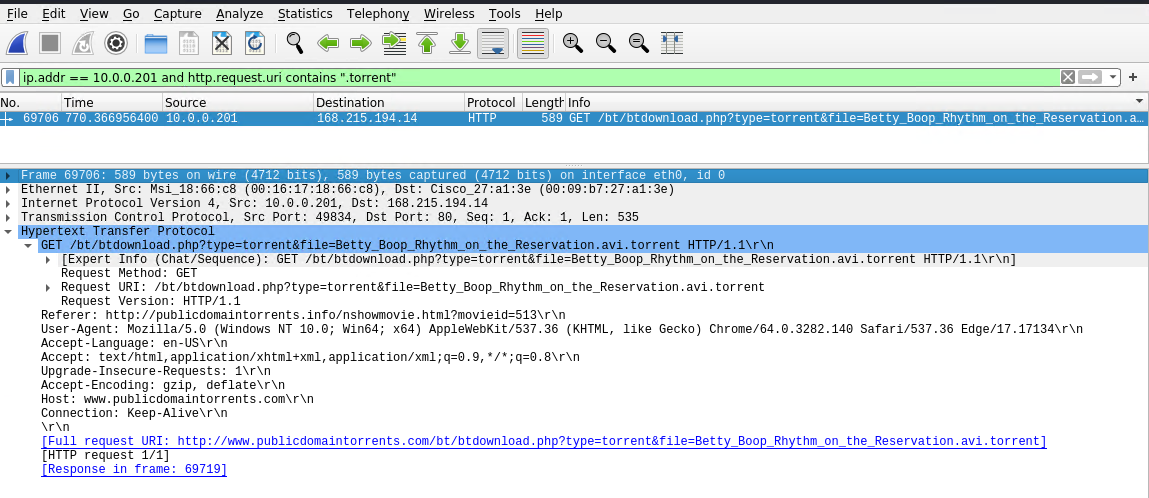 File Edit View Go Capture Analyze Statistics Telephony Wireless Tools Help
ip.addr == 10.0.0.201 and http.request.uri contains ".torrent"
No. Time Source Destination Protocol Length Info
69706 770.366956400 10.0.0.201 168.215.194.14 HTTP 589 GET /bt/btdownload.php?type=torrent&file=Betty_Boop_Rhythm_on_the_Reservation.a…
Frame 69706: 589 bytes on wire (4712 bits), 589 bytes captured (4712 bits) on interface eth0, id 0
Ethernet II, Src: Msi_18:66:c8 (00:16:17:18:66:c8), Dst: Cisco_27:a1:3e (00:09:b7:27:a1:3e)
Internet Protocol Version 4, Src: 10.0.0.201, Dst: 168.215.194.14
Transmission Control Protocol, Src Port: 49834, Dst Port: 80, Seq: 1, Ack: 1, Len: 535
Hypertext Transfer Protocol
GET /bt/btdownload.php?type=torrent&file=Betty_Boop_Rhythm_on_the_Reservation.avi.torrent HTTP/1.1\r\n
[Expert Info (Chat/Sequence): GET /bt/btdownload.php?type=torrent&file=Betty_Boop_Rhythm_on_the_Reservation.avi.torrent HTTP/1.1\r\n]
Request Method: GET
Request URI: /bt/btdownload.php?type=torrent&file=Betty_Boop_Rhythm_on_the_Reservation.avi.torrent
Request Version: HTTP/1.1
Referer: http://publicdomaintorrents.info/nshowmovie.html?movieid=513\r\n
User-Agent: Mozilla/5.0 (Windows NT 10.0; Win64; x64) AppleWebKit/537.36 (KHTML, like Gecko) Chrome/64.0.3282.140 Safari/537.36 Edge/17.17134\r\n
Accept-Language: en-US\r\n
Accept: text/html,application/xhtml+xml,application/xml;q=0.9,*/*;q=0.8\r\n
Upgrade-Insecure-Requests: 1\r\n
Accept-Encoding: gzip, deflate\r\n
Host: www.publicdomaintorrents.com\r\n
Connection: Keep-Alive\r\n
\r\n
[Full request URI: http://www.publicdomaintorrents.com/bt/btdownload.php?type=torrent&file=Betty_Boop_Rhythm_on_the_Reservation.avi.torrent]
[HTTP request 1/1]
[Response in frame: 69719]